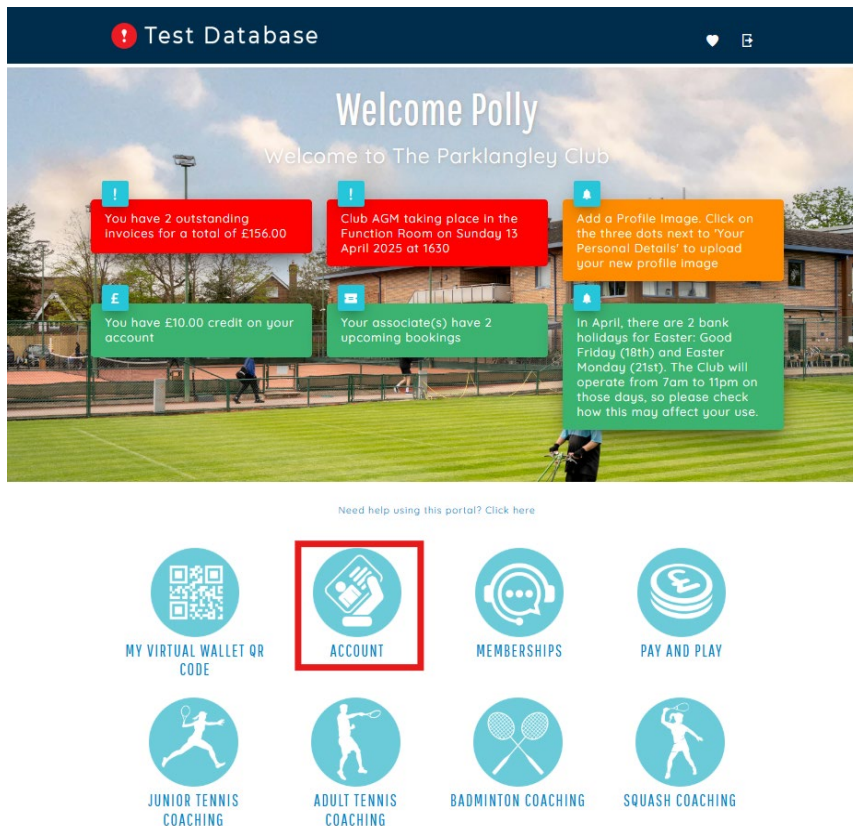 Test Database
Welcome Polly
Welcome to The Parklangley Club
You have 2 outstanding
invoices for a total of £156.00
Club AGM taking place in the
Function Room on Sunday 13
April 2025 at 1630
Add a Profile Image. Click on
the three dots next to 'Your
Personal Details' to upload
your new profile image
You have £10.00 credit on your
account
Your associate(s) have 2
upcoming bookings
In April, there are 2 bank
holidays for Easter: Good
Friday (18th) and Easter
Monday (21st). The Club will
operate from 7am to 11pm on
those days, so please check
how this may affect your use.
Need help using this portal? Click here
MY VIRTUAL WALLET QR
CODE
ACCOUNT
MEMBERSHIPS
PAY AND PLAY
JUNIOR TENNIS
COACHING
ADULT TENNIS
COACHING
BADMINTON COACHING
SQUASH COACHING